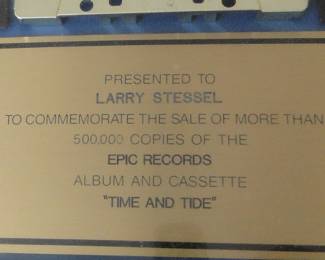 PRESENTED TO
LARRY STESSEL
TO COMMEMORATE THE SALE OF MORE THAN
500,000 COPIES OF THE
EPIC RECORDS
ALBUM AND CASSETTE
"TIME AND TIDE"